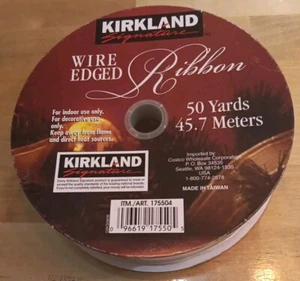 KIRKLAND
Signature
WIRE
EDGED
Ribbon
For indoor use only.
For decorative use
only.
Keep away from flame
and direct heat sources.
50 Yards
45.7 Meters
KIRKLAND
Signature
Imported by
Costco Wholesale Corporation
P.O Box 34535
Seattle, WA 98124-1535
USA
1-800-774-2678
MADE IN TAIWAN
ITM./ART. 175504
0 96619 17550